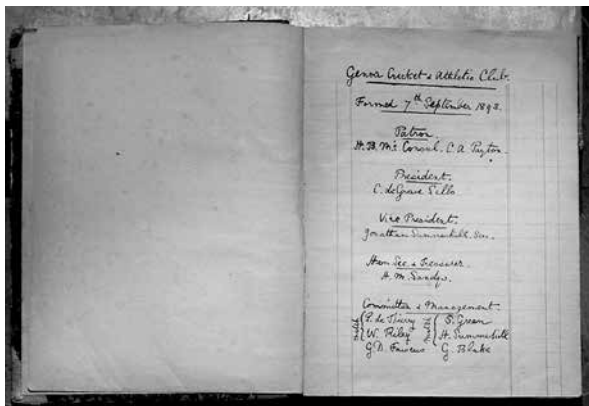 Genoa Cricket & Athletic Club.
Formed 7th September 1893.
Patron.
H.B.M's Consul. C A Payton.
President.
C. de Grave Sells
Vice President.
Jonathan Summerhill. Sen.
Hon Sec & Treasurer.
H. M. Sandys.
Committee & Management.
P. de Thierry S. Green
W. Riley H. Summerhill
G. D. Fawcus G. Blake